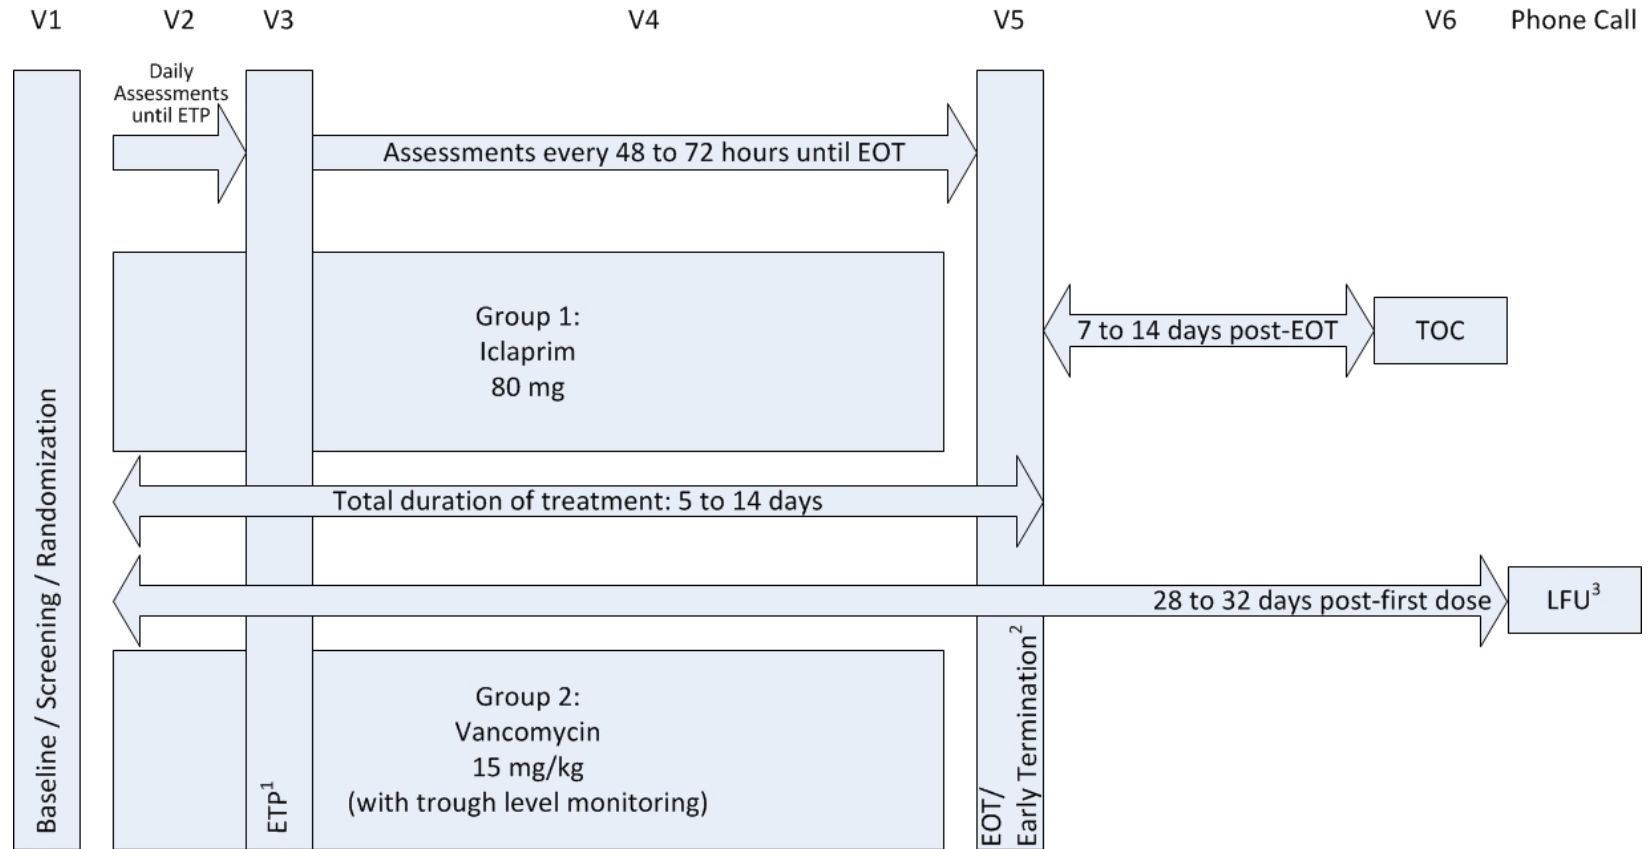 V1 V2 V3 V4 V5 V6 Phone Call
Daily
Assessments
until ETP
Assessments every 48 to 72 hours until EOT
Group 1:
Iclaprim
80 mg
7 to 14 days post-EOT
TOC
Total duration of treatment: 5 to 14 days
28 to 32 days post-first dose
LFU³
Group 2:
Vancomycin
15 mg/kg
(with trough level monitoring)
Baseline / Screening / Randomization
ETP¹
EOT/
Early Termination²